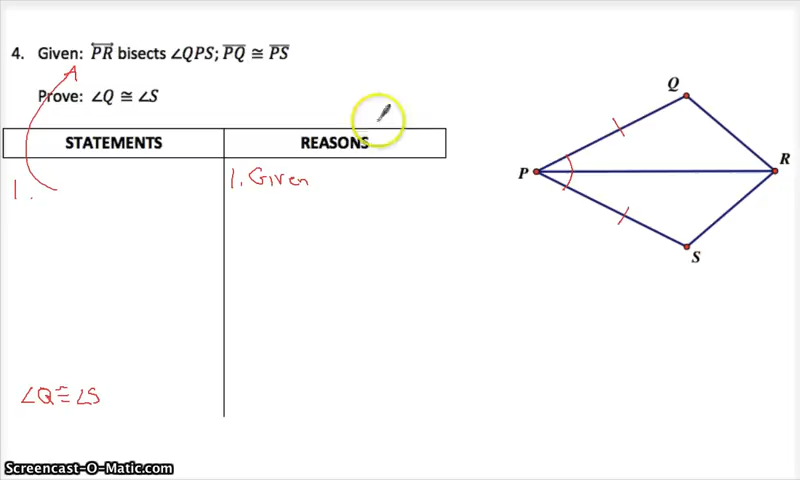 4. Given: PR bisects ∠QPS; PQ ≅ PS
Prove: ∠Q ≅ ∠S
STATEMENTS REASONS
1. 1. Given
∠Q ≅ ∠S
Q
P
R
S
Screencast-O-Matic.com